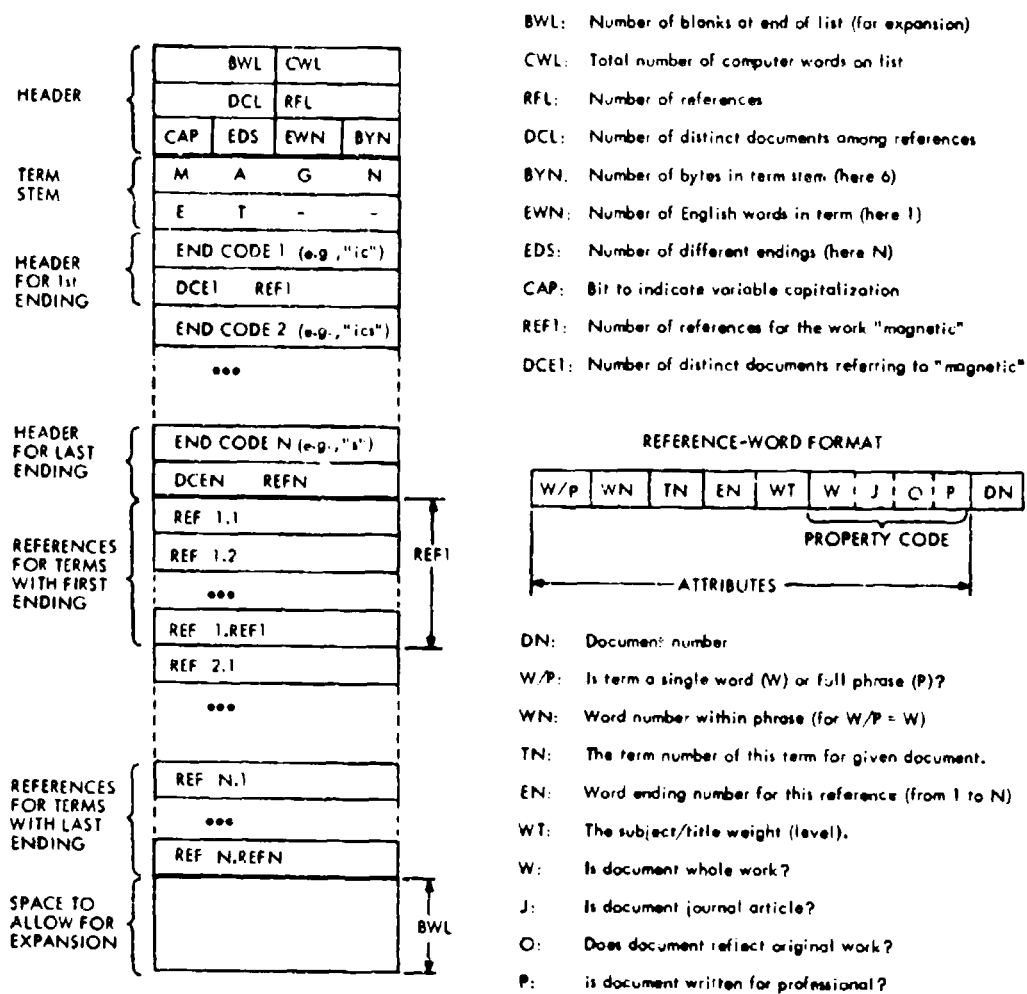 HEADER
BWL CWL
DCL RFL
CAP EDS EWN BYN
TERM
STEM
M A G N
E T - -
HEADER
FOR 1st
ENDING
END CODE 1 (e.g.,"ic")
DCE1 REF1
END CODE 2 (e.g.,"ics")
•••
HEADER
FOR LAST
ENDING
END CODE N (e.g.,"s")
DCEN REFN
REFERENCES
FOR TERMS
WITH FIRST
ENDING
REF 1.1
REF 1.2
•••
REF 1.REF1
REF1
REF 2.1
•••
REFERENCES
FOR TERMS
WITH LAST
ENDING
REF N.1
•••
REF N.REFN
SPACE TO
ALLOW FOR
EXPANSION
BWL
BWL: Number of blanks at end of list (for expansion)
CWL: Total number of computer words on list
RFL: Number of references
DCL: Number of distinct documents among references
BYN. Number of bytes in term stem (here 6)
EWN: Number of English words in term (here 1)
EDS: Number of different endings (here N)
CAP: Bit to indicate variable capitalization
REF1: Number of references for the work "magnetic"
DCE1: Number of distinct documents referring to "magnetic"
REFERENCE-WORD FORMAT
W/P WN TN EN WT W J O P DN
PROPERTY CODE
ATTRIBUTES
DN: Document number
W/P: Is term a single word (W) or full phrase (P)?
WN: Word number within phrase (for W/P = W)
TN: The term number of this term for given document.
EN: Word ending number for this reference (from 1 to N)
WT: The subject/title weight (level).
W: Is document whole work?
J: Is document journal article?
O: Does document reflect original work?
P: is document written for professional?